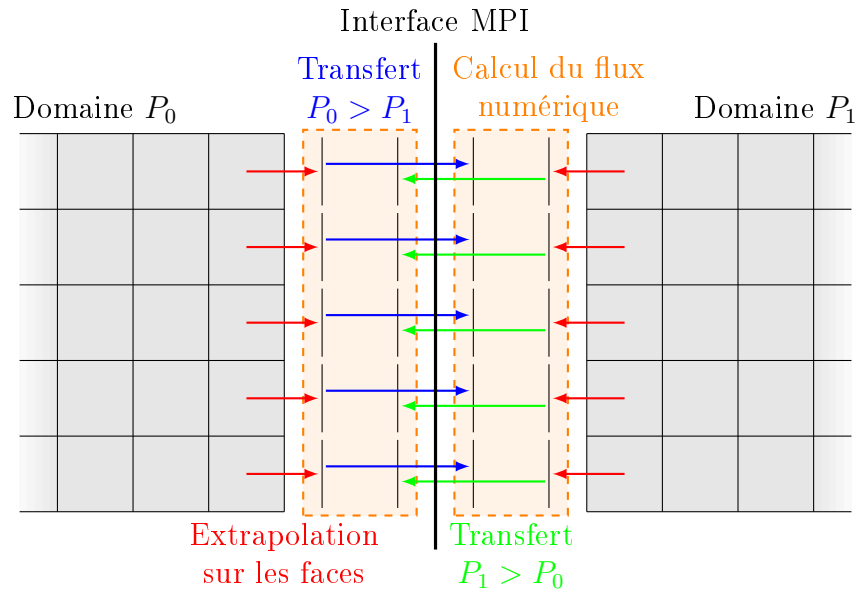 Interface MPI
Transfert
P₀ > P₁
Calcul du flux
numérique
Domaine P₀
Domaine P₁
Extrapolation
sur les faces
Transfert
P₁ > P₀